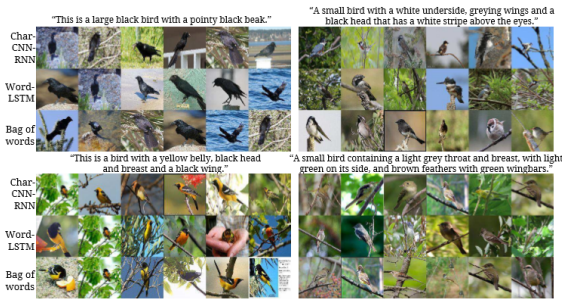 "This is a large black bird with a pointy black beak."
"A small bird with a white underside, greying wings and a
black head that has a white stripe above the eyes."
Char-
CNN-
RNN
Word-
LSTM
Bag of
words
"This is a bird with a yellow belly, black head
and breast and a black wing."
"A small bird containing a light grey throat and breast, with light
green on its side, and brown feathers with green wingbars."
Char-
CNN-
RNN
Word-
LSTM
Bag of
words